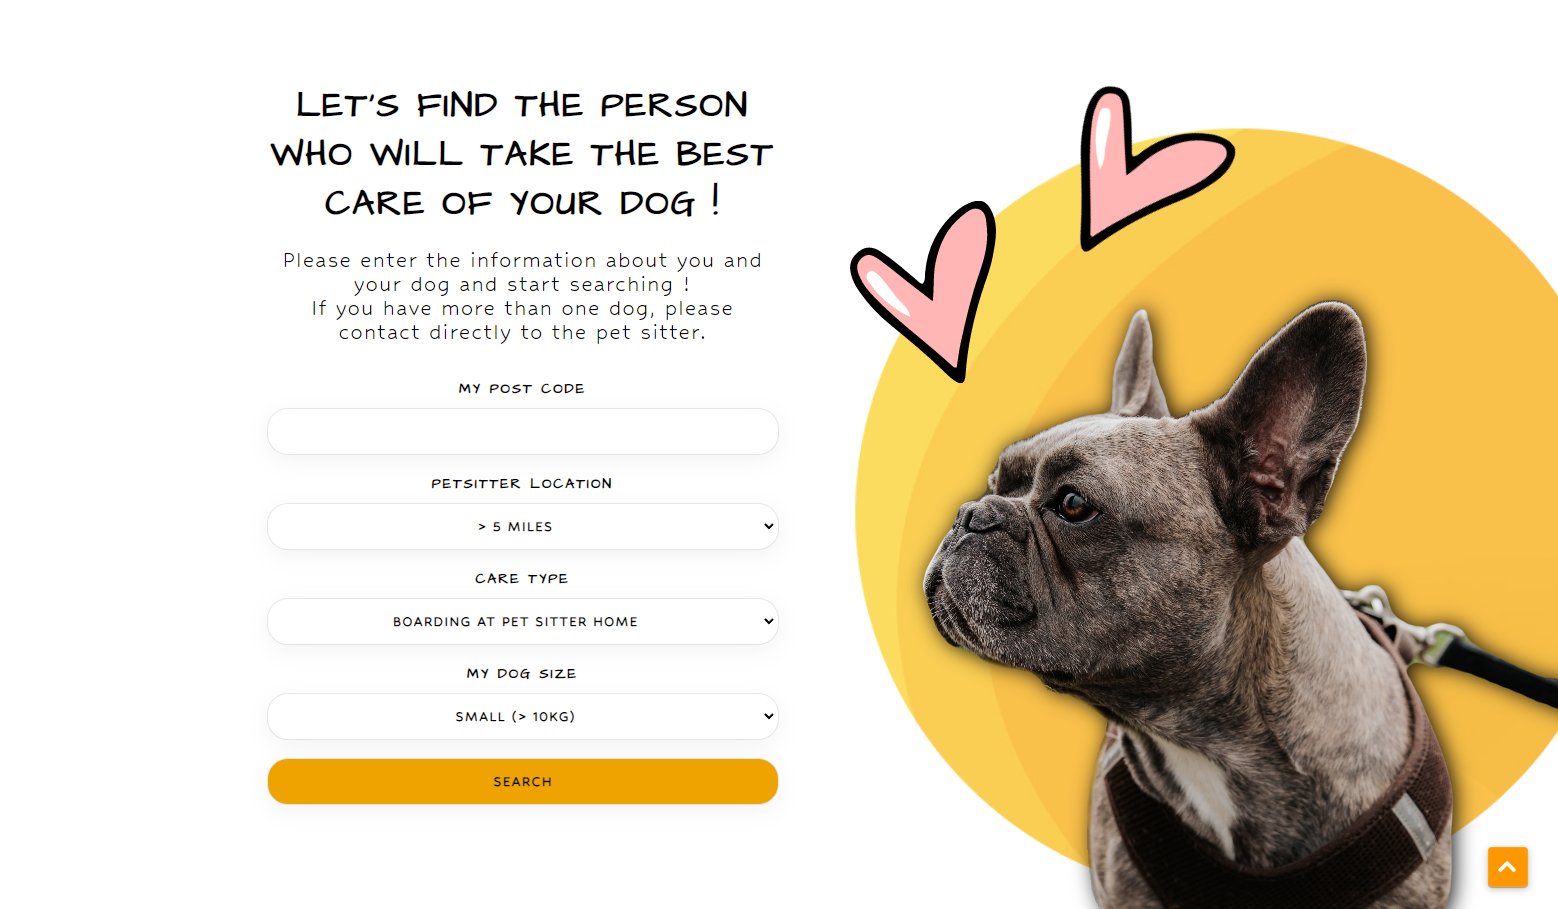 LET'S FIND THE PERSON
WHO WILL TAKE THE BEST
CARE OF YOUR DOG !
Please enter the information about you and
your dog and start searching !
If you have more than one dog, please
contact directly to the pet sitter.
MY POST CODE
PETSITTER LOCATION
> 5 MILES
CARE TYPE
BOARDING AT PET SITTER HOME
MY DOG SIZE
SMALL (> 10KG)
SEARCH